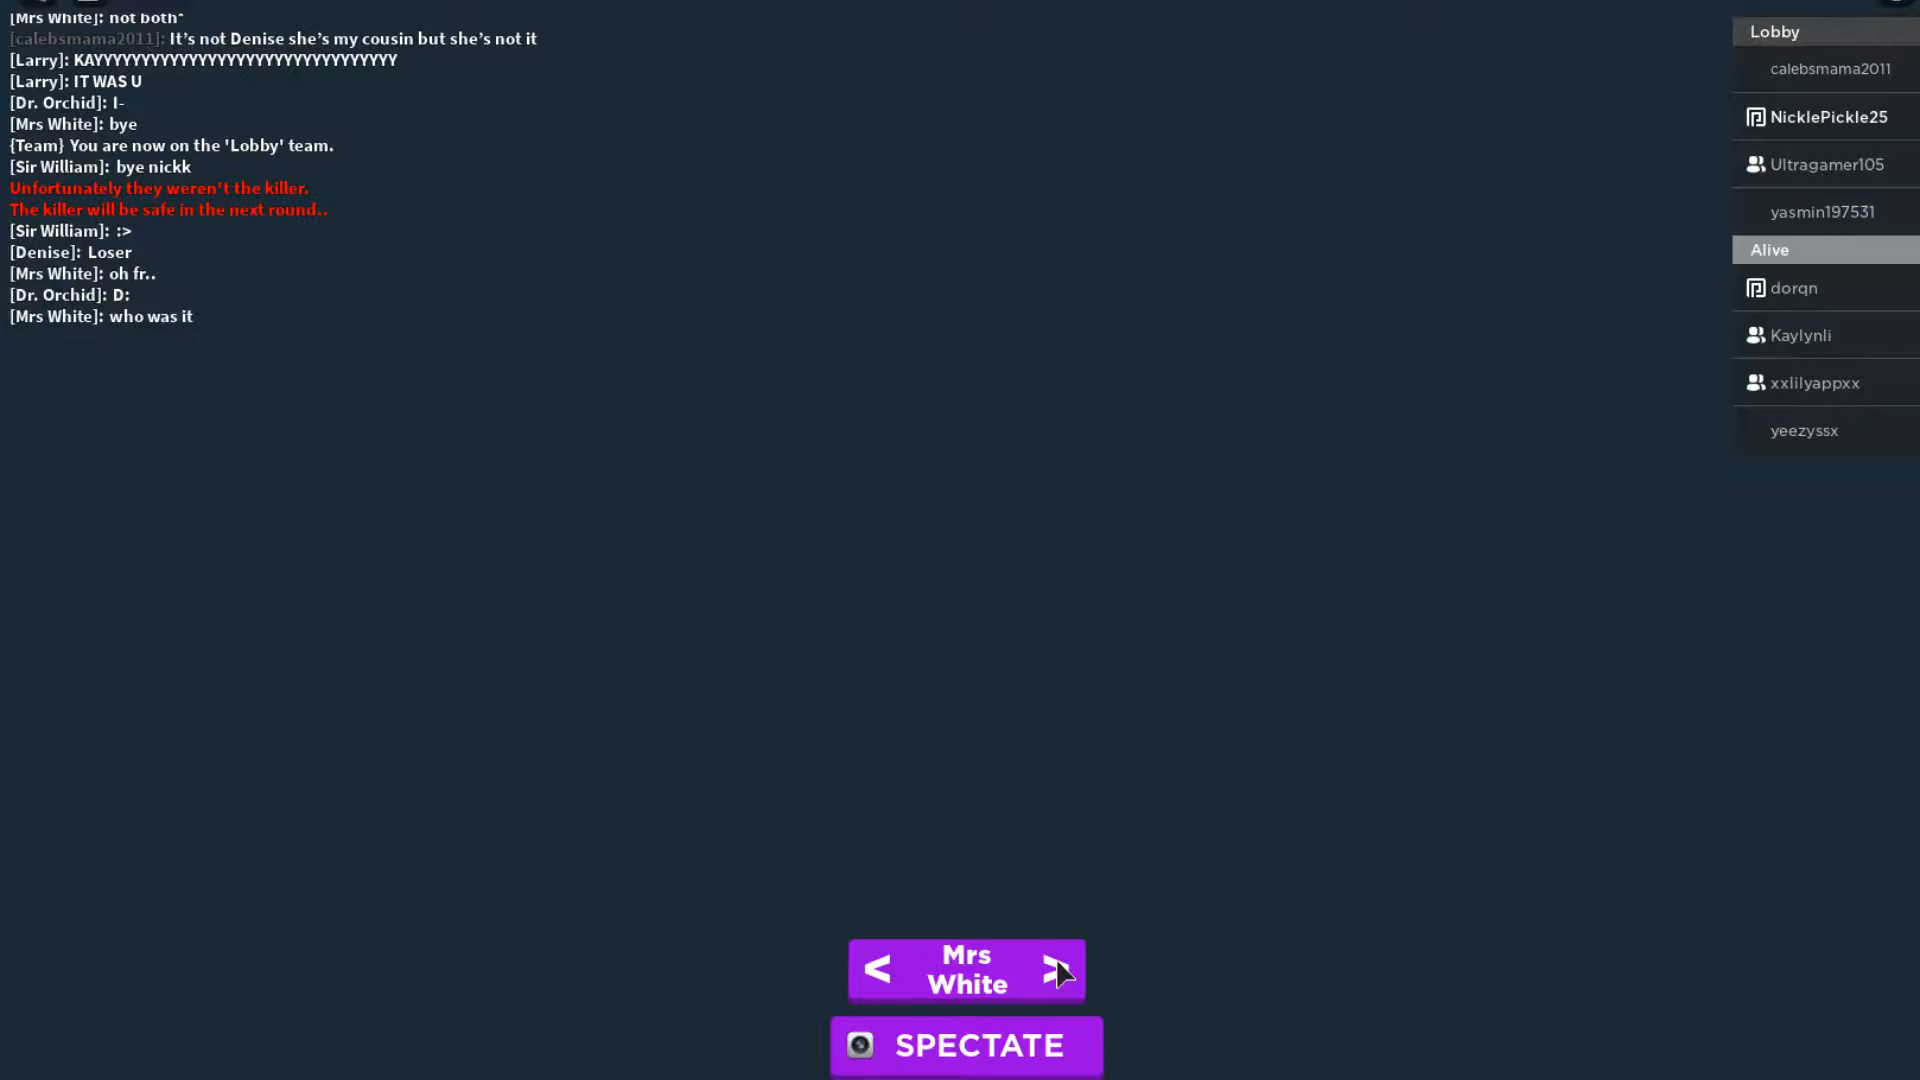 [Mrs White]: not both*
[calebsmama2011]: It's not Denise she's my cousin but she's not it
[Larry]: KAYYYYYYYYYYYYYYYYYYYYYYYYYYYYYYYY
[Larry]: IT WAS U
[Dr. Orchid]: I-
[Mrs White]: bye
{Team} You are now on the 'Lobby' team.
[Sir William]: bye nickk
Unfortunately they weren't the killer.
The killer will be safe in the next round..
[Sir William]: :>
[Denise]: Loser
[Mrs White]: oh fr..
[Dr. Orchid]: D:
[Mrs White]: who was it
Lobby
calebsmama2011
NicklePickle25
Ultragamer105
yasmin197531
Alive
dorqn
Kaylynli
xxlilyappxx
yeezyssx
< Mrs >
White
SPECTATE